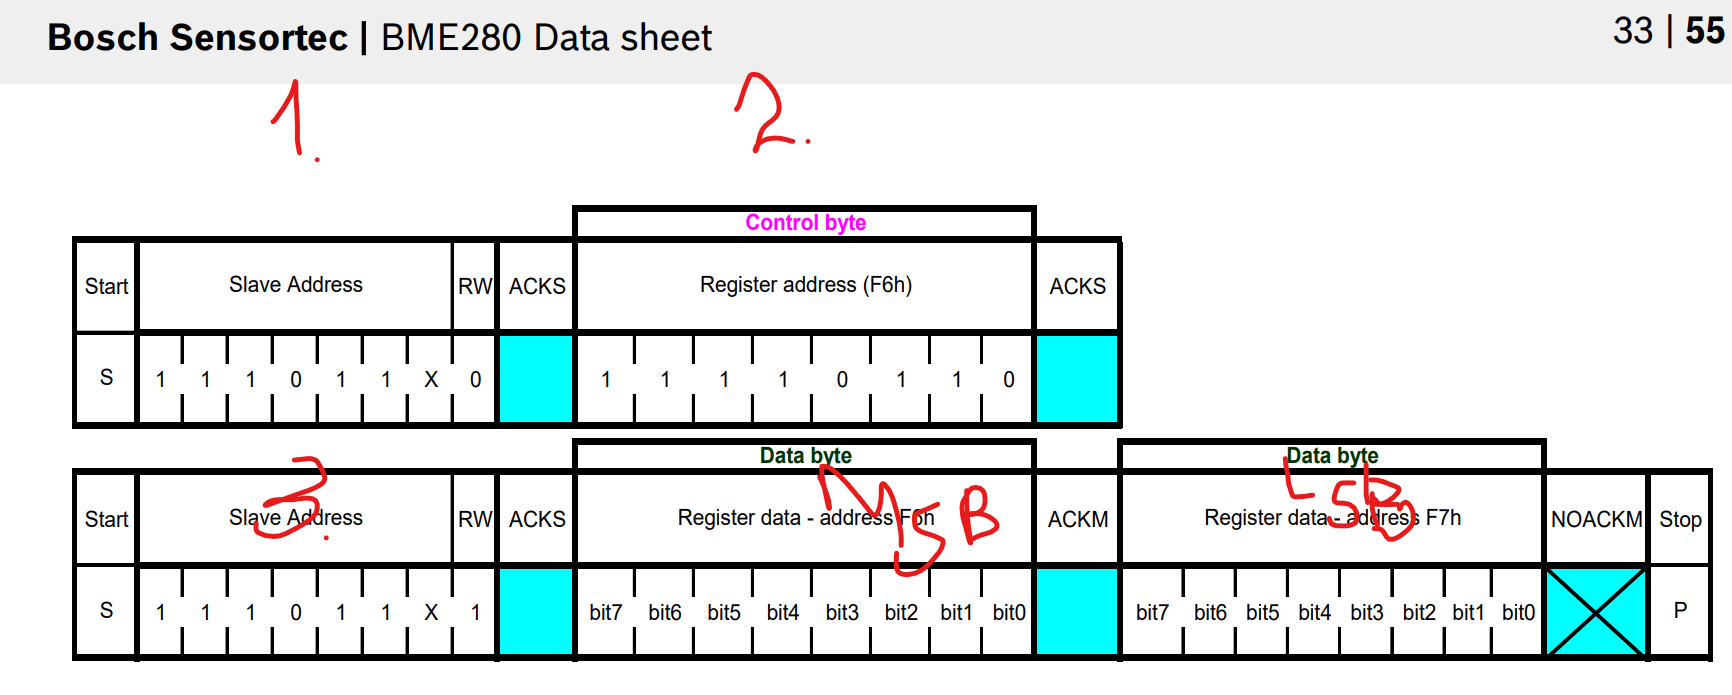 Bosch Sensortec | BME280 Data sheet 33 | 55
1. 2.
Control byte
Start Slave Address RW ACKS Register address (F6h) ACKS
S 1 1 1 0 1 1 X 0 1 1 1 1 0 1 1 0
Data byte Data byte
3.
MSB LSB
Start Slave Address RW ACKS Register data - address F6h ACKM Register data - address F7h NOACKM Stop
S 1 1 1 0 1 1 X 1 bit7 bit6 bit5 bit4 bit3 bit2 bit1 bit0 bit7 bit6 bit5 bit4 bit3 bit2 bit1 bit0 P